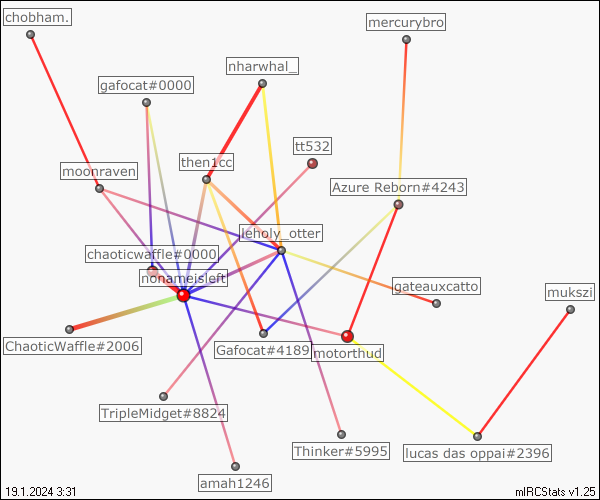 chobham.
mercurybro
nharwhal_
gafocat#0000
tt532
then1cc
moonraven
Azure Reborn#4243
leholy_otter
chaoticwaffle#0000
nonameisleft
gateauxcatto
mukszi
ChaoticWaffle#2006
Gafocat#4189
motorthud
TripleMidget#8824
Thinker#5995
lucas das oppai#2396
amah1246
19.1.2024 3:31
mIRCStats v1.25